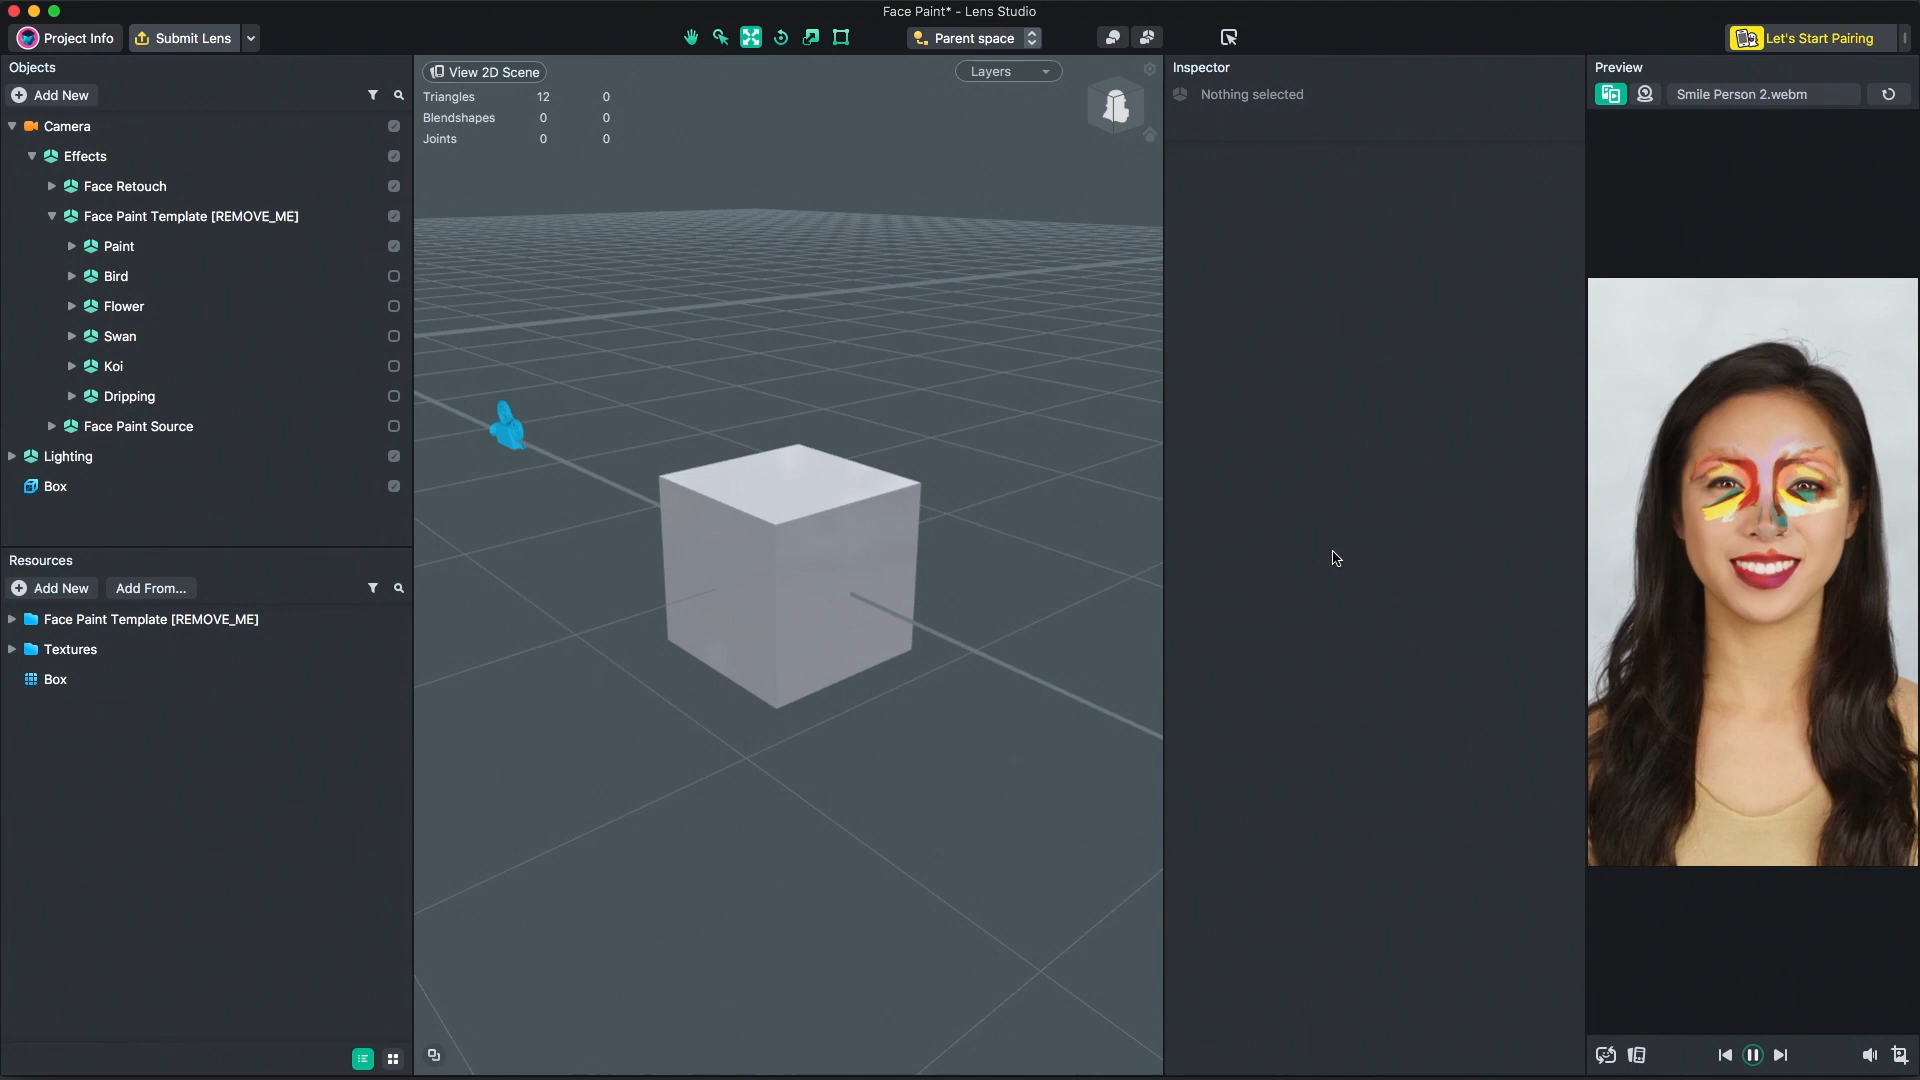 Face Paint* - Lens Studio
Project Info
Submit Lens
Parent space
Let's Start Pairing
Objects
Add New
Camera
Effects
Face Retouch
Face Paint Template [REMOVE_ME]
Paint
Bird
Flower
Swan
Koi
Dripping
Face Paint Source
Lighting
Box
Resources
Add New
Add From...
Face Paint Template [REMOVE_ME]
Textures
Box
View 2D Scene
Layers
Triangles 12 0
Blendshapes 0 0
Joints 0 0
Inspector
Nothing selected
Preview
Smile Person 2.webm